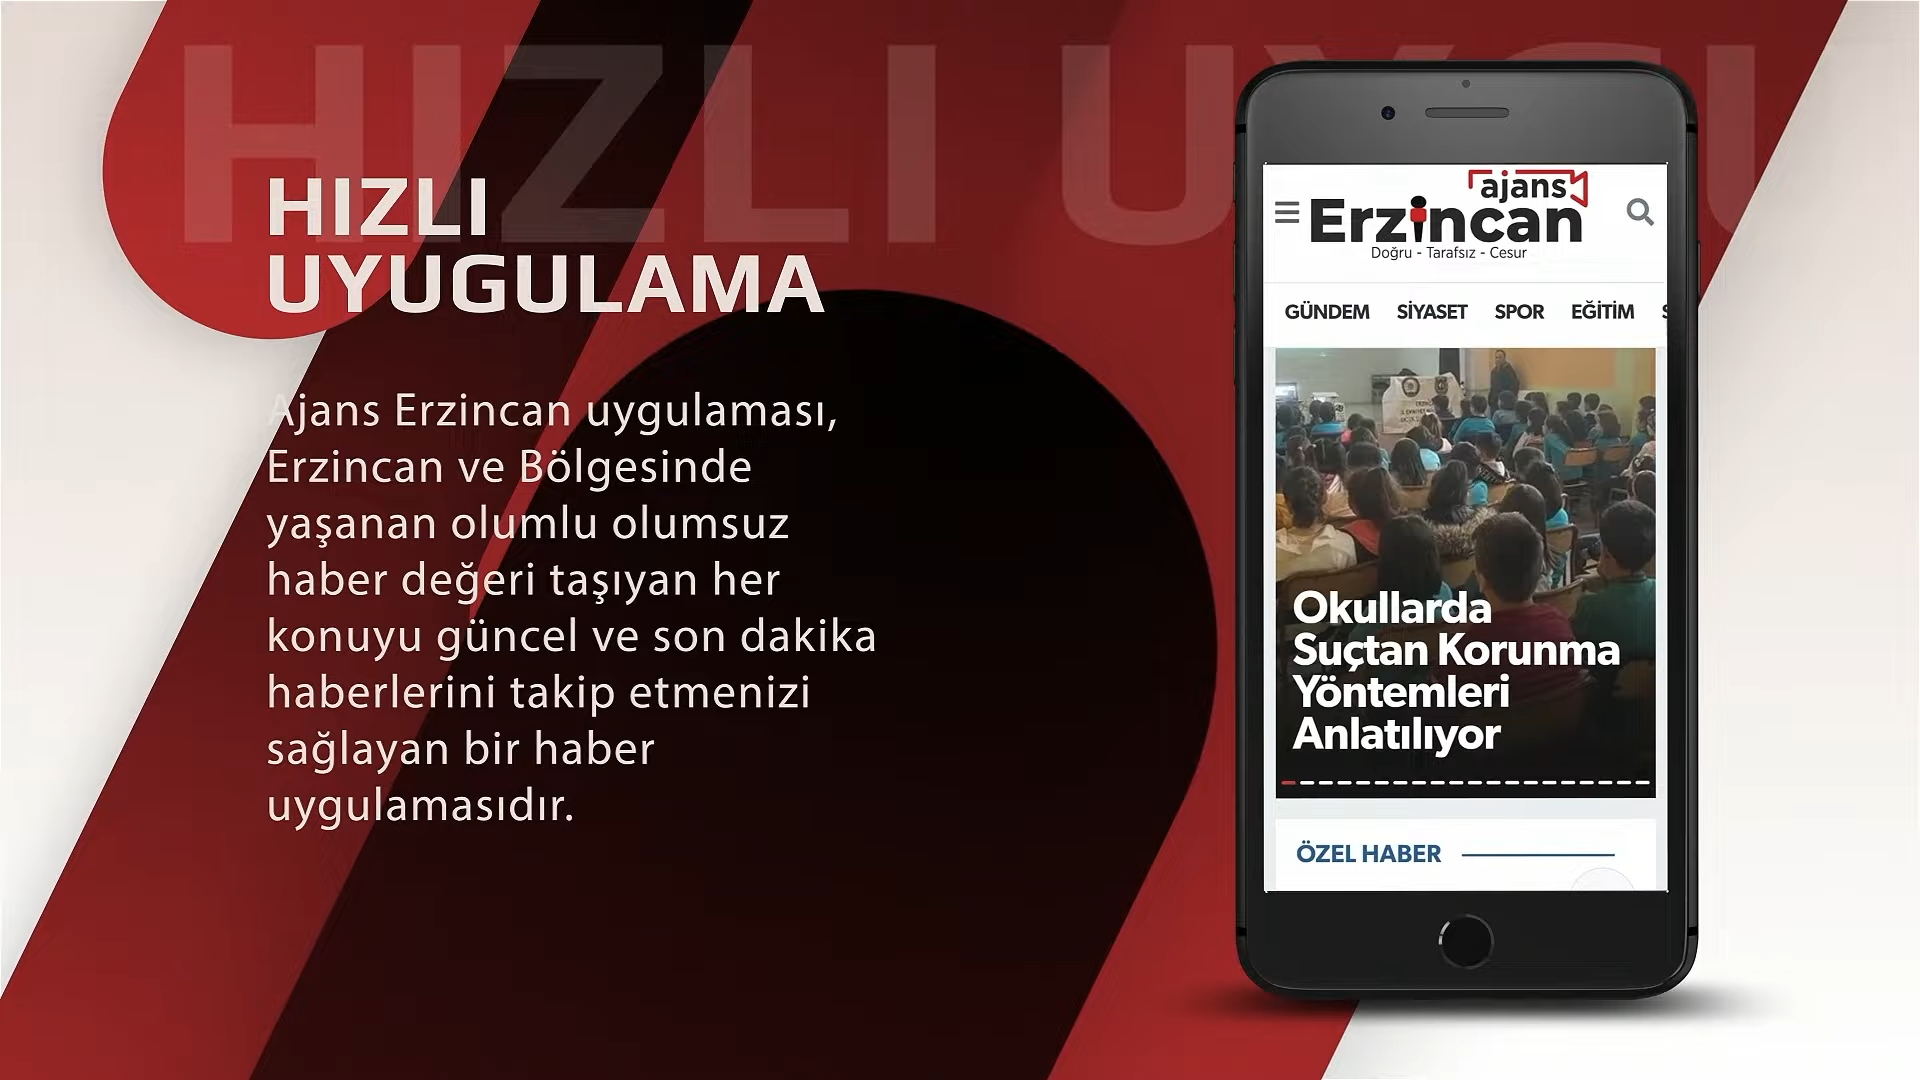 HIZLI UYGU
HIZLI
UYUGULAMA
Ajans Erzincan uygulaması,
Erzincan ve Bölgesinde
yaşanan olumlu olumsuz
haber değeri taşıyan her
konuyu güncel ve son dakika
haberlerini takip etmenizi
sağlayan bir haber
uygulamasıdır.
ajans
Erzincan
Doğru - Tarafsız - Cesur
GÜNDEM SİYASET SPOR EĞİTİM S
Okullarda
Suçtan Korunma
Yöntemleri
Anlatılıyor
ÖZEL HABER